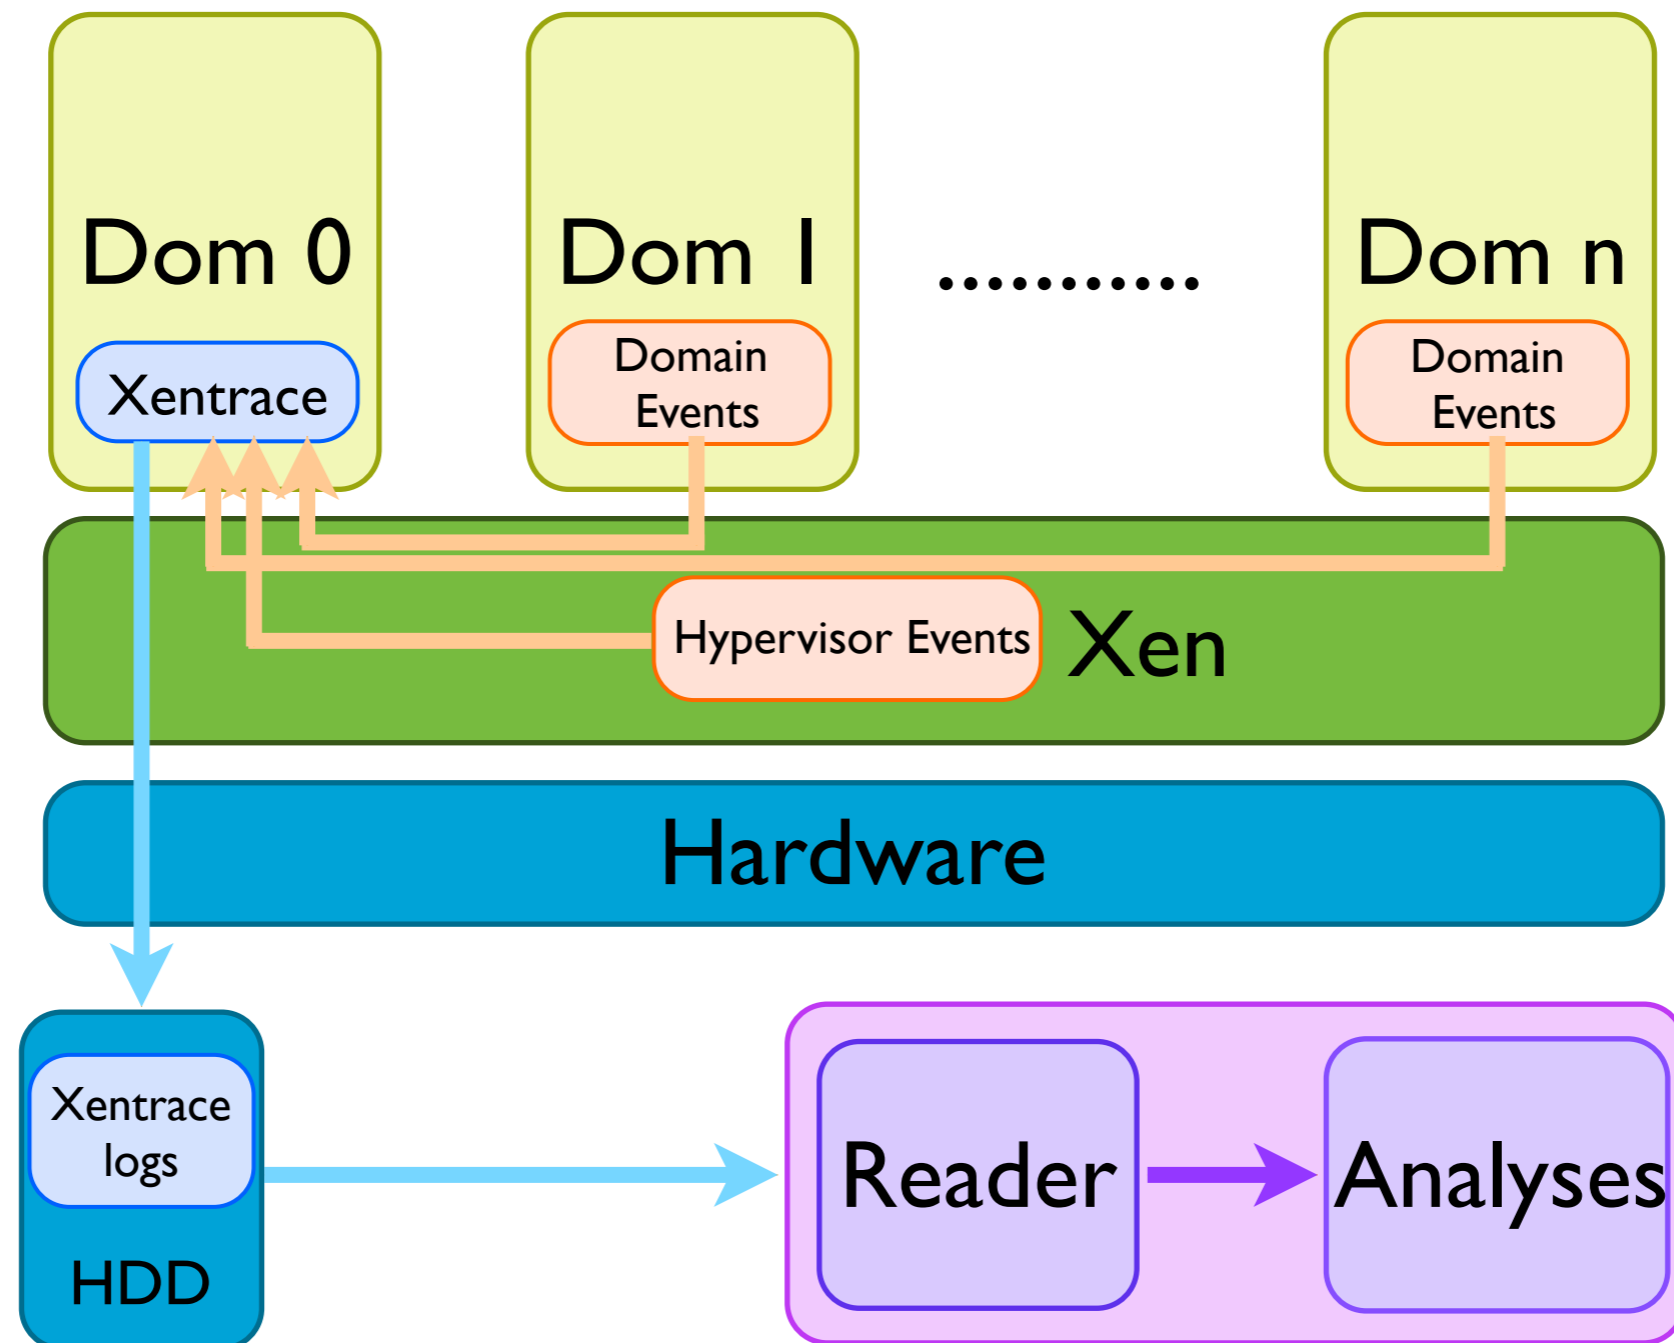 Dom 0
Dom 1
...........
Dom n
Xentrace
Domain
Events
Domain
Events
Hypervisor Events
Xen
Hardware
Xentrace
logs
HDD
Reader
Analyses